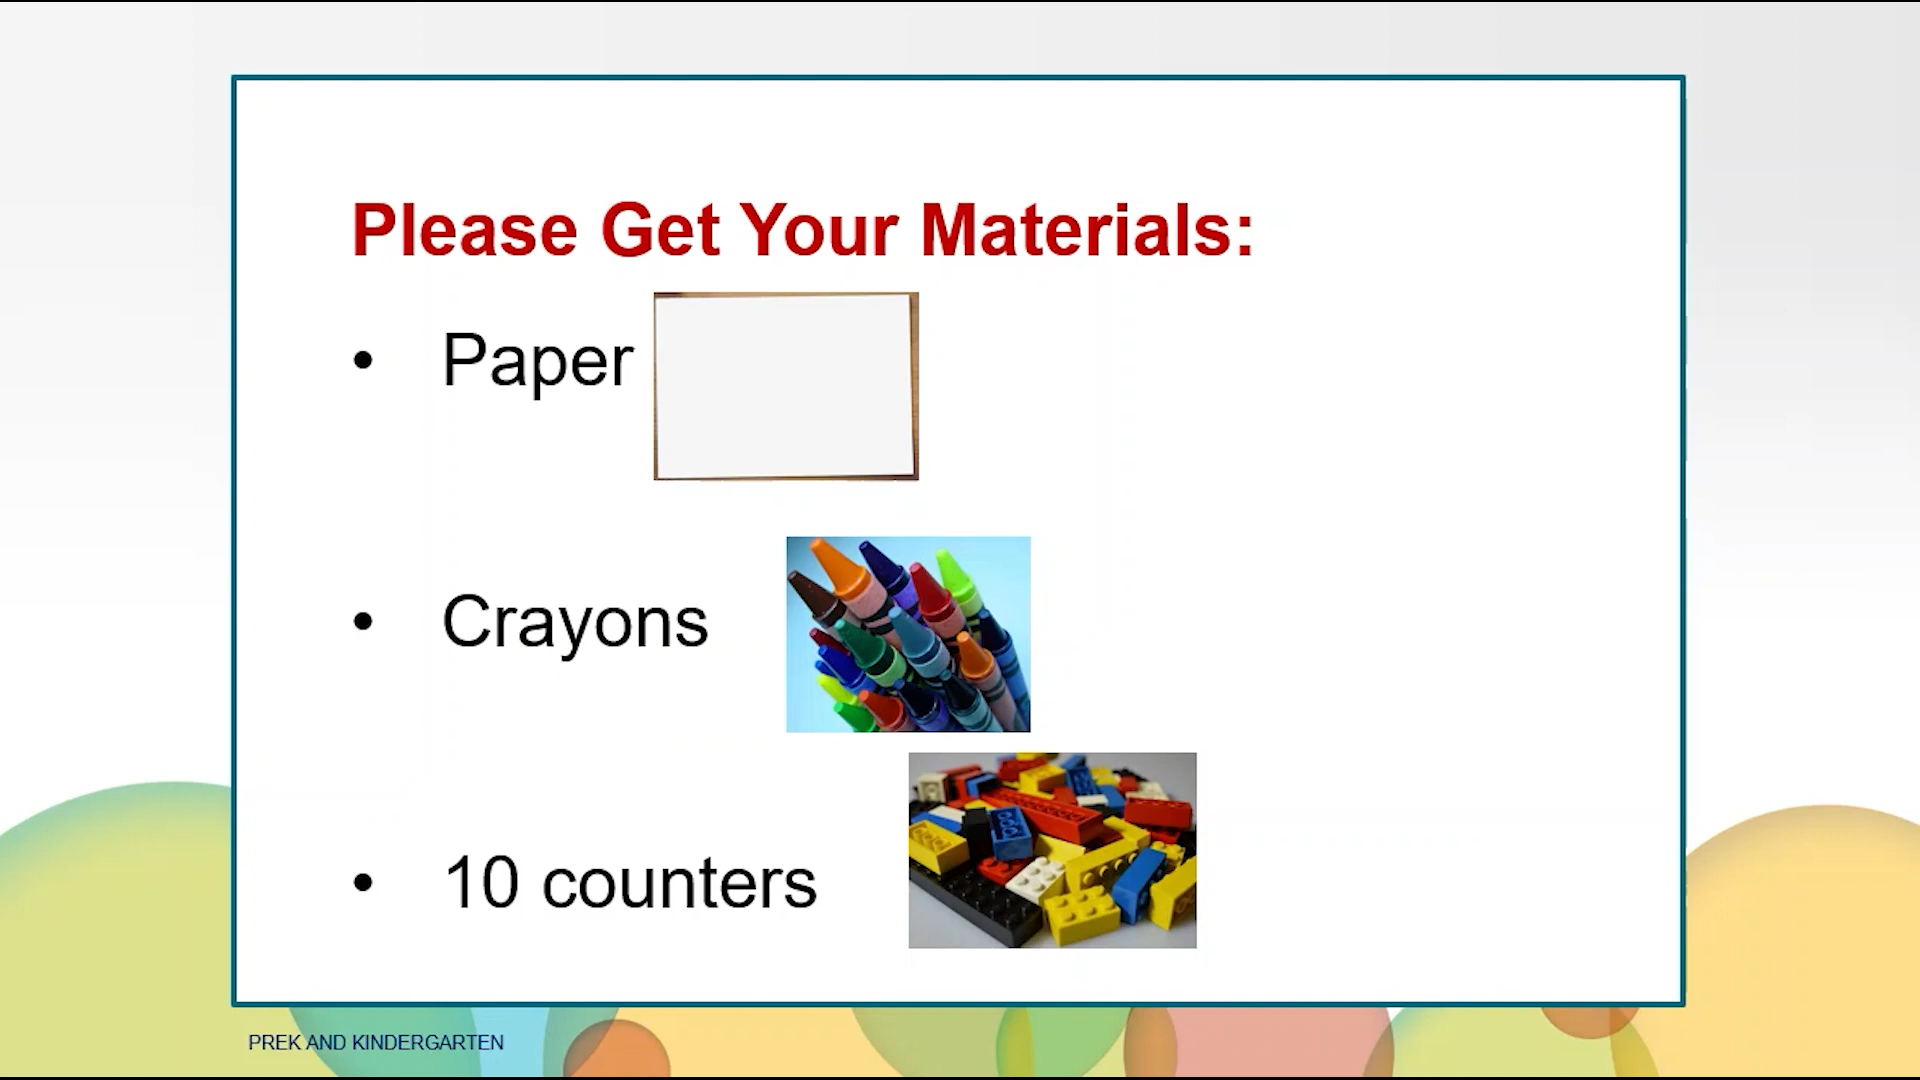 Please Get Your Materials:
• Paper
• Crayons
• 10 counters
PREK AND KINDERGARTEN